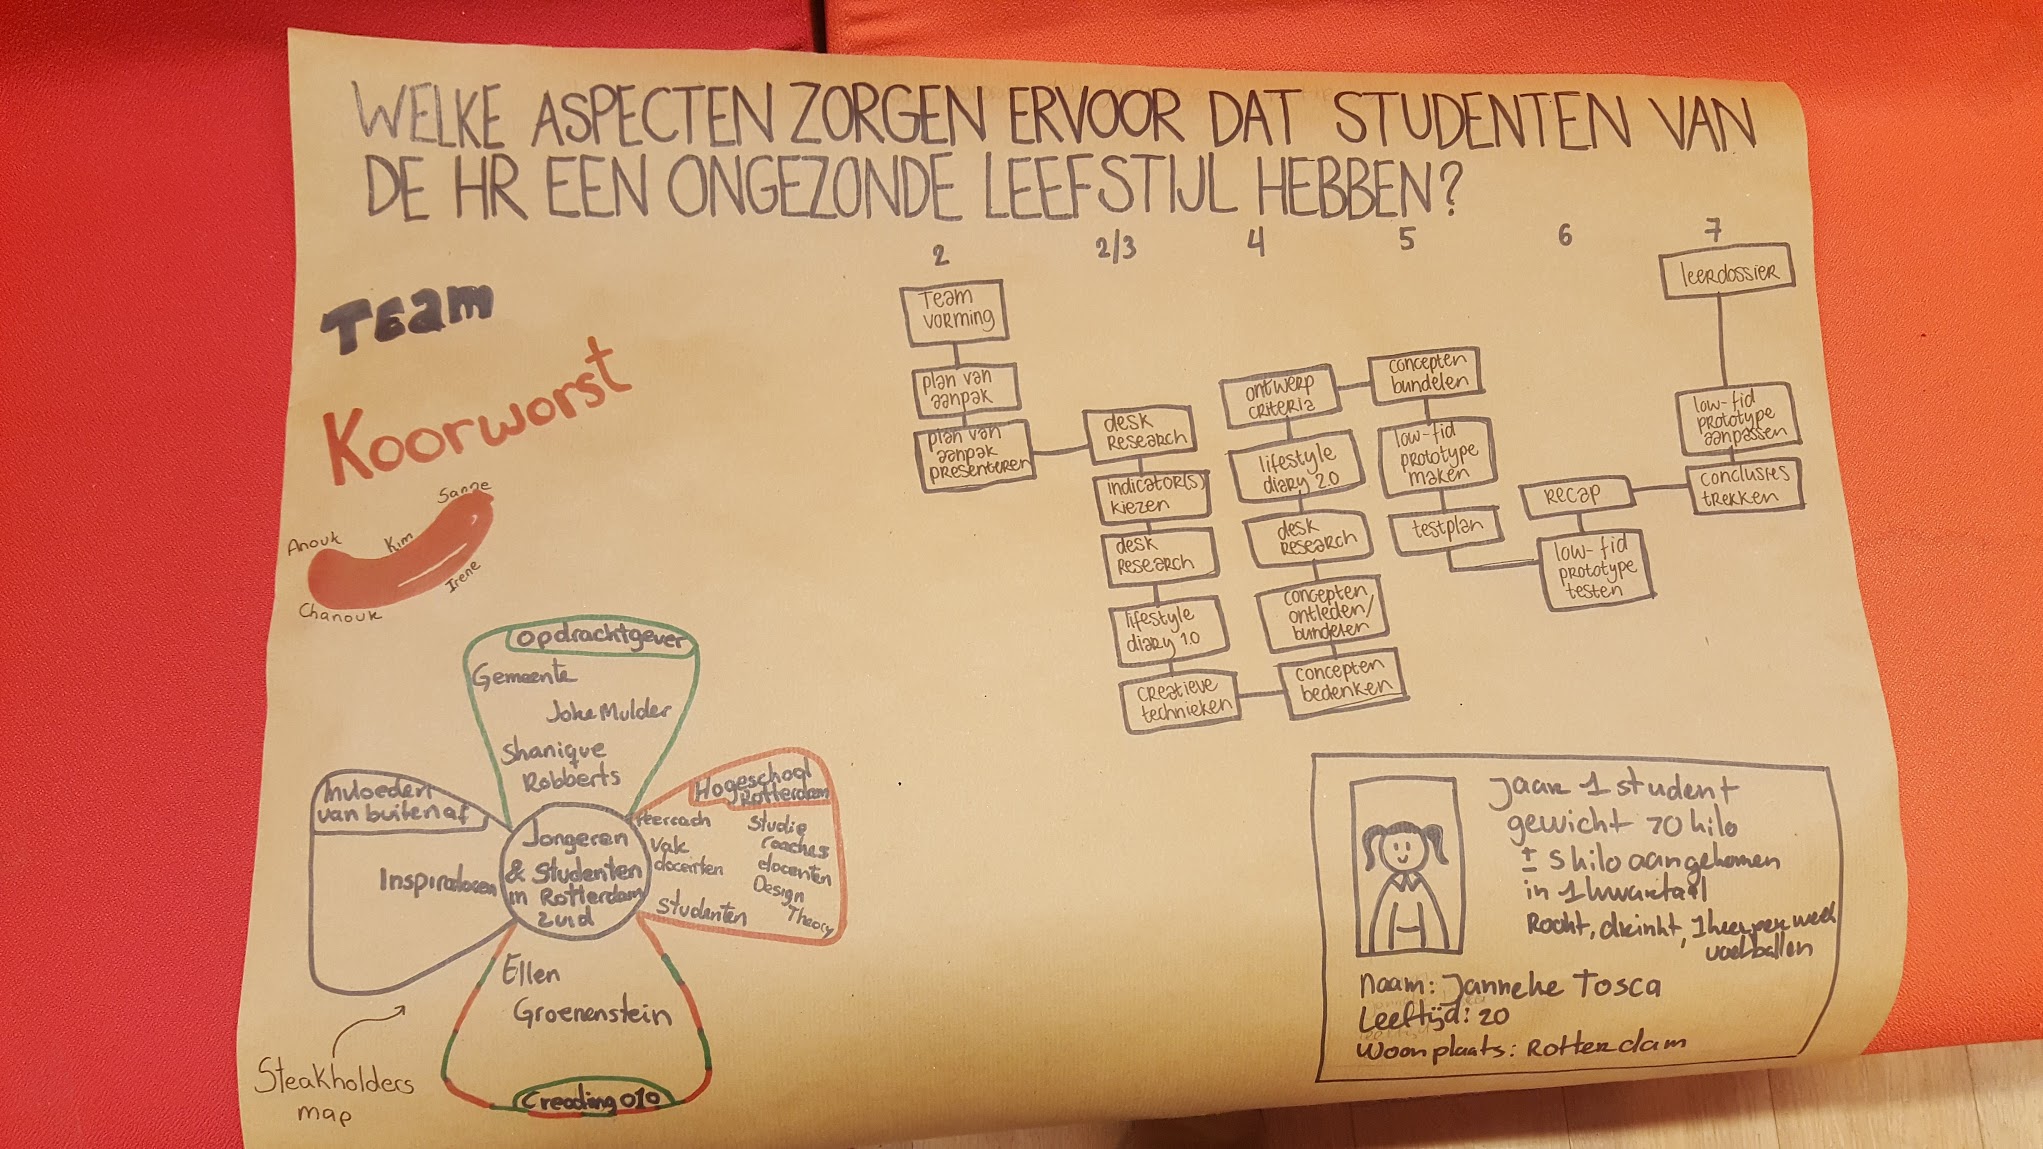 WELKE ASPECTEN ZORGEN ERVOOR DAT STUDENTEN VAN
DE HR EEN ONGEZONDE LEEFSTIJL HEBBEN?
Team
Koorworst
Sanne
Anouk
Kim
Irene
Chanouk
2
2/3
4
5
6
7
Team
vorming
plan van
aanpak
plan van
aanpak
presenteren
desk
research
indicator(s)
kiezen
desk
research
lifestyle
diary 1.0
creatieve
technieken
ontwerp
criteria
lifestyle
diary 2.0
desk
research
concepten
ontleden/
bundelen
concepten
bedenken
concepten
bundelen
low-fid
prototype
maken
testplan
recap
low-fid
prototype
testen
leerdossier
low-fid
prototype
aanpassen
conclusies
trekken
Opdrachtgever
Gemeente
Joke Mulder
Shanique
Robberts
Invloeden
van buitenaf
Jongeren
& Studenten
in Rotterdam
zuid
Hogeschool
Rotterdam
Vak
docenten
Studenten
Studie
coaches
docenten
Design
Theory
Ellen
Groenenstein
Creading 010
Steakholders
map
Jaar 1 student
gewicht 70 kilo
± 5 kilo aangekomen
in 1 kwartaal
Rookt, drinkt, 1 keer per week
voetballen
Naam: Janneke Tosca
Leeftijd: 20
Woonplaats: Rotterdam